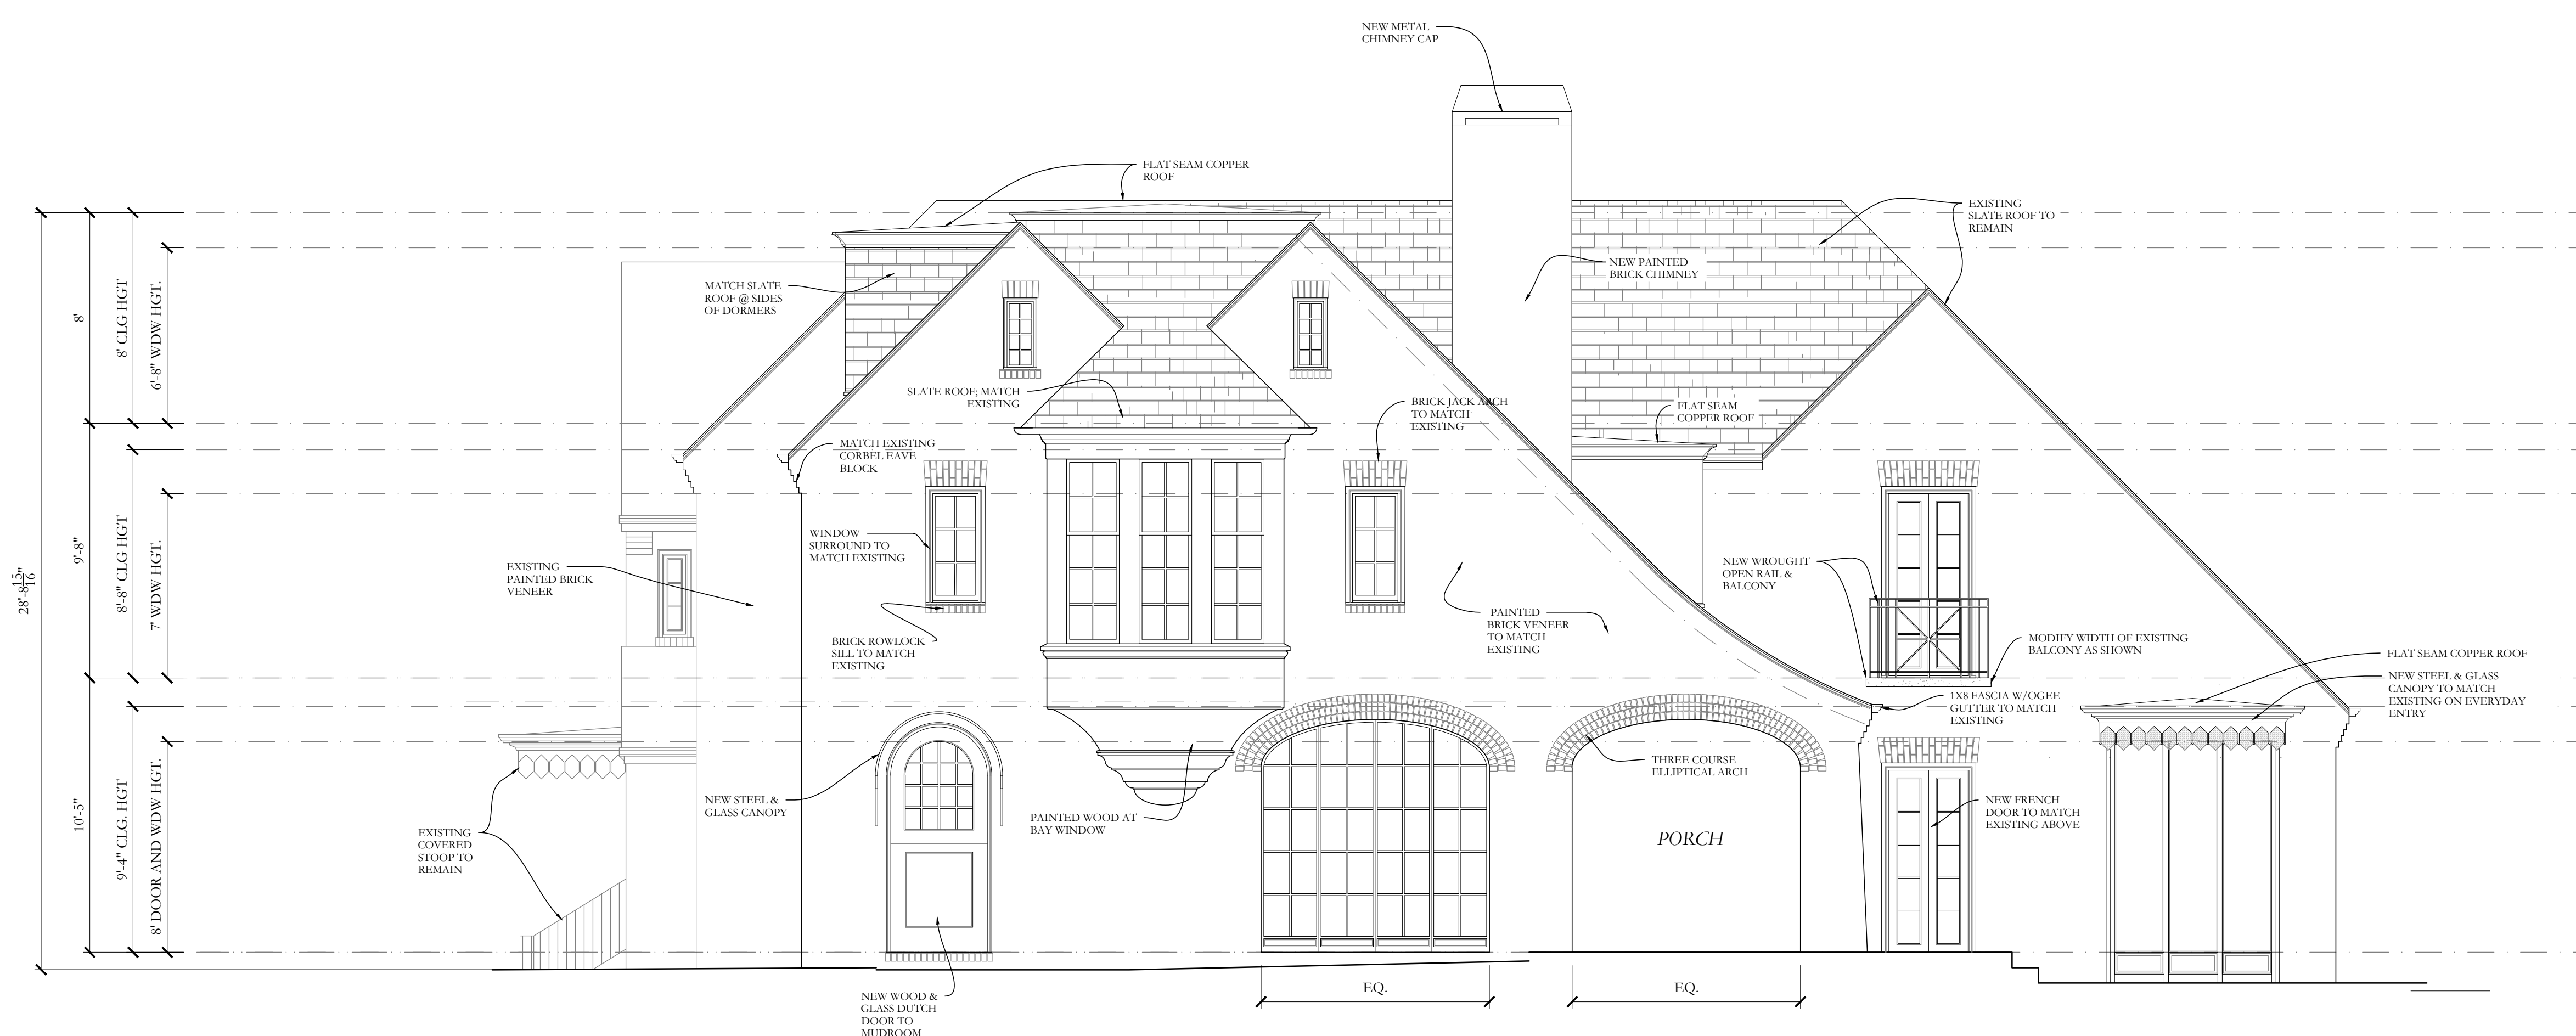 NEW METAL
CHIMNEY CAP
FLAT SEAM COPPER
ROOF
EXISTING
SLATE ROOF TO
REMAIN
NEW PAINTED
BRICK CHIMNEY
MATCH SLATE
ROOF @ SIDES
OF DORMERS
8'
8' CLG HGT
6'-8" WDW HGT.
SLATE ROOF; MATCH
EXISTING
BRICK JACK ARCH
TO MATCH
EXISTING
FLAT SEAM
COPPER ROOF
MATCH EXISTING
CORBEL EAVE
BLOCK
WINDOW
SURROUND TO
MATCH EXISTING
EXISTING
PAINTED BRICK
VENEER
28'-8 15/16"
9'-8"
8'-8" CLG HGT
7' WDW HGT.
NEW WROUGHT
OPEN RAIL &
BALCONY
BRICK ROWLOCK
SILL TO MATCH
EXISTING
PAINTED
BRICK VENEER
TO MATCH
EXISTING
MODIFY WIDTH OF EXISTING
BALCONY AS SHOWN
FLAT SEAM COPPER ROOF
NEW STEEL & GLASS
CANOPY TO MATCH
EXISTING ON EVERYDAY
ENTRY
1X8 FASCIA W/OGEE
GUTTER TO MATCH
EXISTING
THREE COURSE
ELLIPTICAL ARCH
NEW STEEL &
GLASS CANOPY
PAINTED WOOD AT
BAY WINDOW
NEW FRENCH
DOOR TO MATCH
EXISTING ABOVE
PORCH
EXISTING
COVERED
STOOP TO
REMAIN
10'-5"
9'-4" CLG. HGT
8' DOOR AND WDW HGT.
EQ.
EQ.
NEW WOOD &
GLASS DUTCH
DOOR TO
MUDROOM